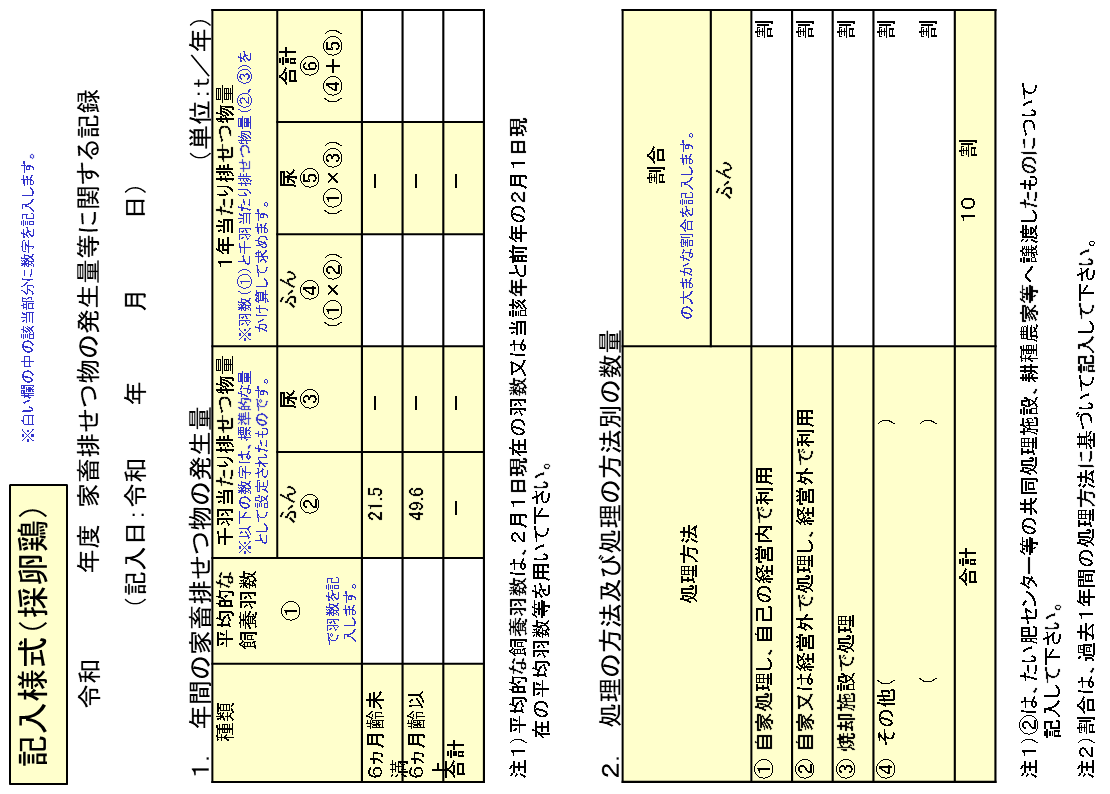 記入様式（採卵鶏）
※白い欄の中の該当部分に数字を記入します。
令和　　　年度　家畜排せつ物の発生量等に関する記録
（記入日：令和　　　年　　　月　　　日）
1.　年間の家畜排せつ物の発生量
（単位：t／年）
種類
平均的な
飼養羽数
①
で羽数を記
入します。
千羽当たり排せつ物量
※以下の数字は、標準的な量
として設定されたものです。
1年当たり排せつ物量
※羽数(①)と千羽当たり排せつ物量(②、③)を
かけ算して求めます。
ふん
②
尿
③
ふん
④
(①×②)
尿
⑤
(①×③)
合計
⑥
(④＋⑤)
6ヵ月齢未
満
21.5
－
－
6ヵ月齢以
上
49.6
－
－
合計
－
－
－
注1）平均的な飼養羽数は、2月1日現在の羽数又は当該年と前年の2月1日現
在の平均羽数等を用いて下さい。
2.　処理の方法及び処理の方法別の数量
処理方法
割合
の大まかな割合を記入します。
ふん
① 自家処理し、自己の経営内で利用
割
② 自家又は経営外で処理し、経営外で利用
割
③ 焼却施設で処理
割
④ その他（　　　　　　　　　　　　）
割
（　　　　　　　　　　　　）
割
合計
10　　　割
注1）②は、たい肥センター等の共同処理施設、耕種農家等へ譲渡したものについて
記入して下さい。
注2）割合は、過去1年間の処理方法に基づいて記入して下さい。